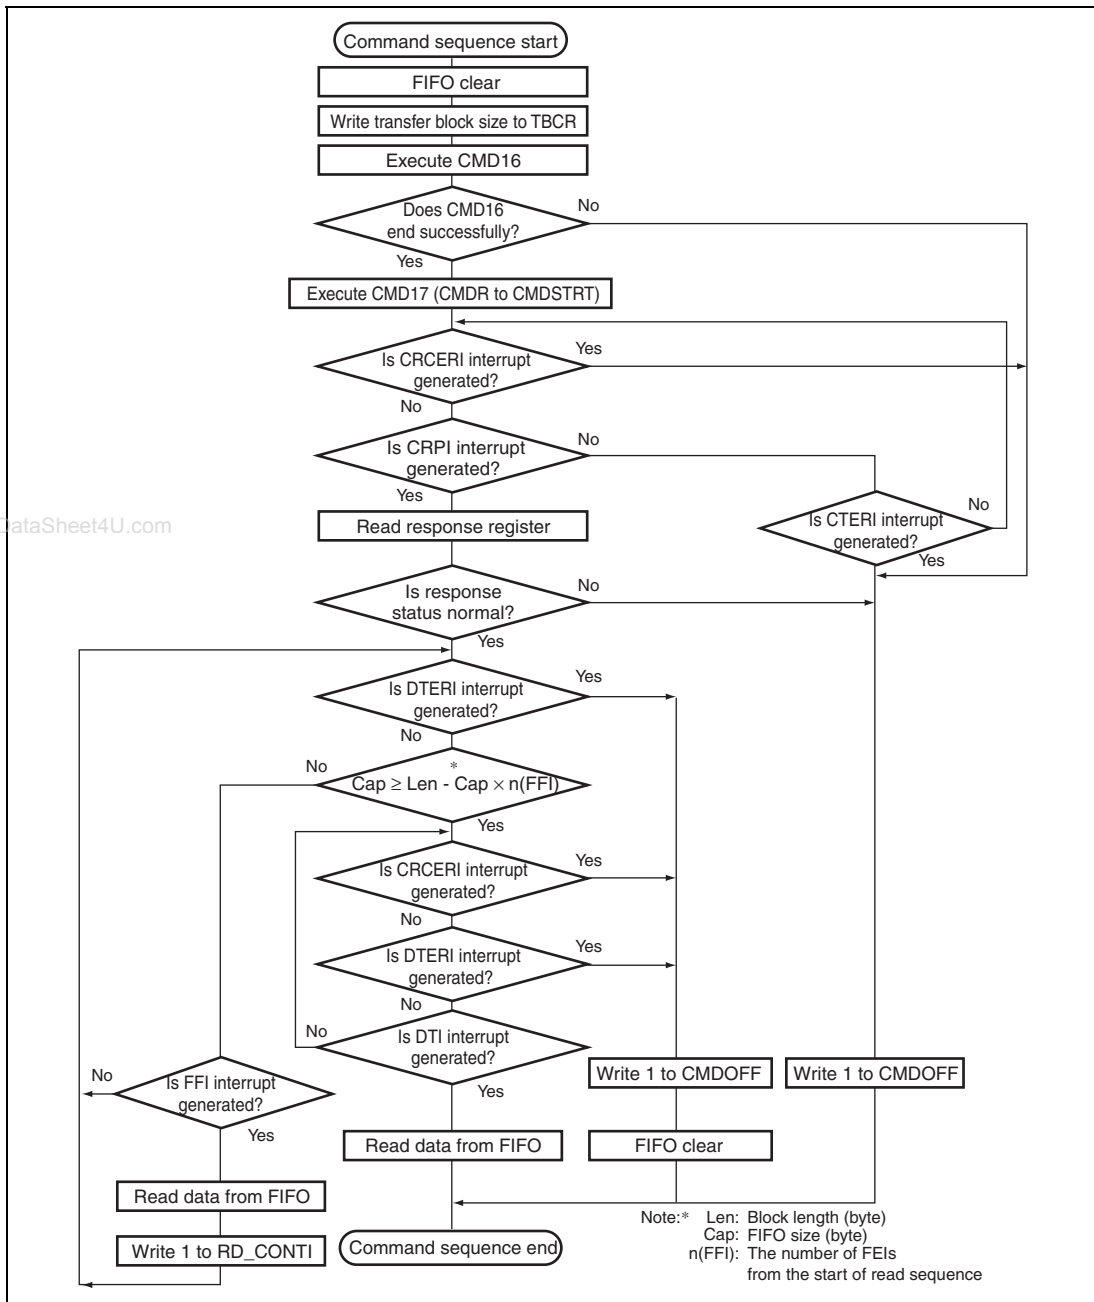 Command sequence start
FIFO clear
Write transfer block size to TBCR
Execute CMD16
Does CMD16
end successfully?
No
Yes
Execute CMD17 (CMDR to CMDSTRT)
Is CRCERI interrupt
generated?
Yes
No
Is CRPI interrupt
generated?
No
Yes
Is CTERI interrupt
generated?
No
Yes
DataSheet4U.com
Read response register
Is response
status normal?
No
Yes
Is DTERI interrupt
generated?
Yes
No
*
Cap ≥ Len - Cap × n(FFI)
No
Yes
Is CRCERI interrupt
generated?
Yes
No
Is DTERI interrupt
generated?
Yes
No
Is DTI interrupt
generated?
No
Yes
Is FFI interrupt
generated?
No
Yes
Write 1 to CMDOFF
Write 1 to CMDOFF
Read data from FIFO
FIFO clear
Read data from FIFO
Write 1 to RD_CONTI
Command sequence end
Note:* Len: Block length (byte)
Cap: FIFO size (byte)
n(FFI): The number of FEIs
from the start of read sequence